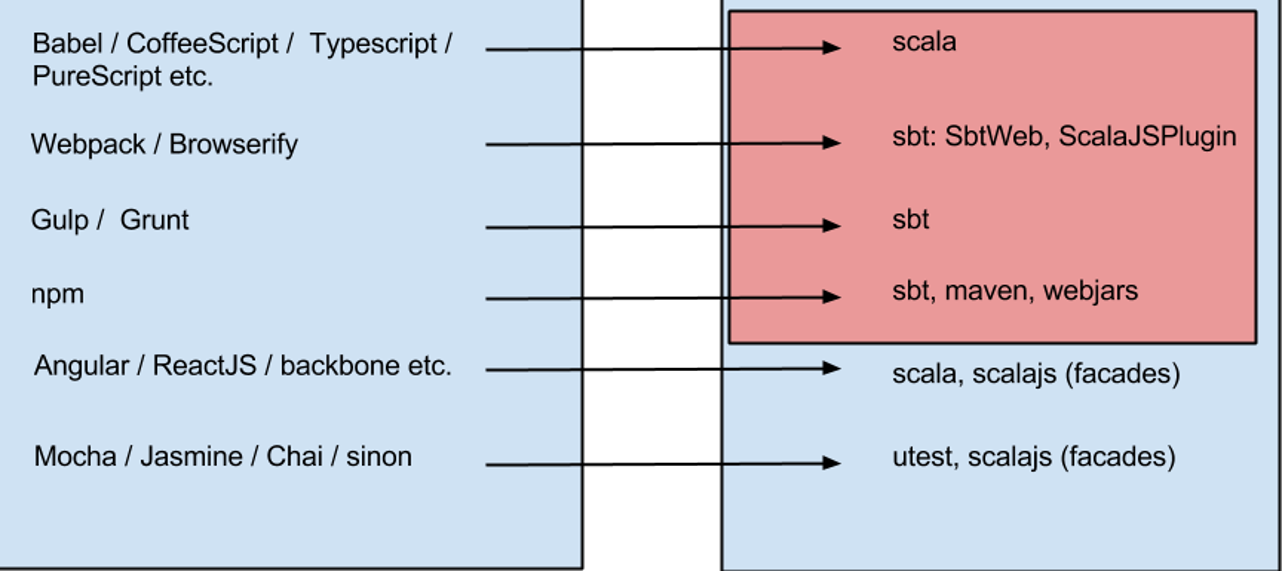 Babel / CoffeeScript / Typescript /
PureScript etc.
scala
Webpack / Browserify
sbt: SbtWeb, ScalaJSPlugin
Gulp / Grunt
sbt
npm
sbt, maven, webjars
Angular / ReactJS / backbone etc.
scala, scalajs (facades)
Mocha / Jasmine / Chai / sinon
utest, scalajs (facades)